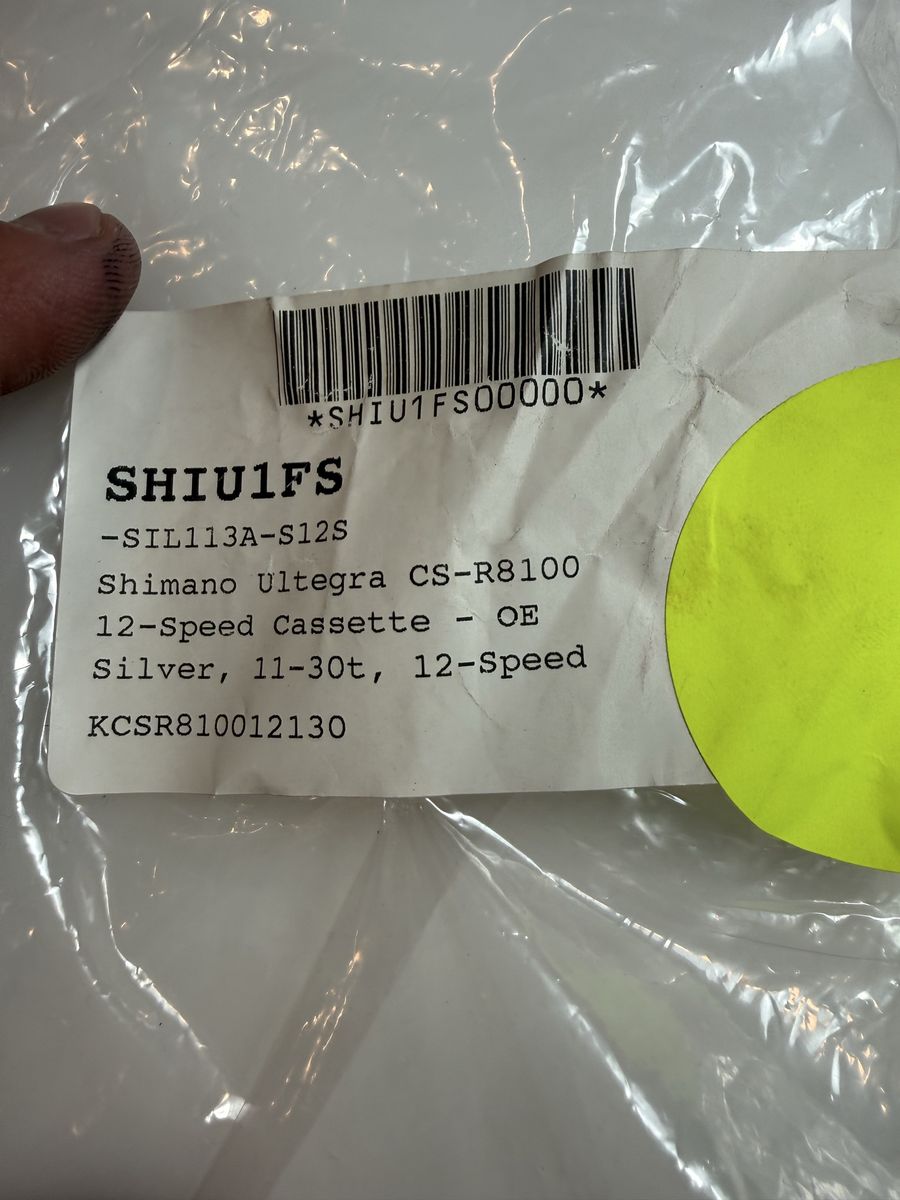 *SHIU1FS00000*
SHIU1FS
-SIL113A-S12S
Shimano Ultegra CS-R8100
12-Speed Cassette - OE
Silver, 11-30t, 12-Speed
KCSR810012130